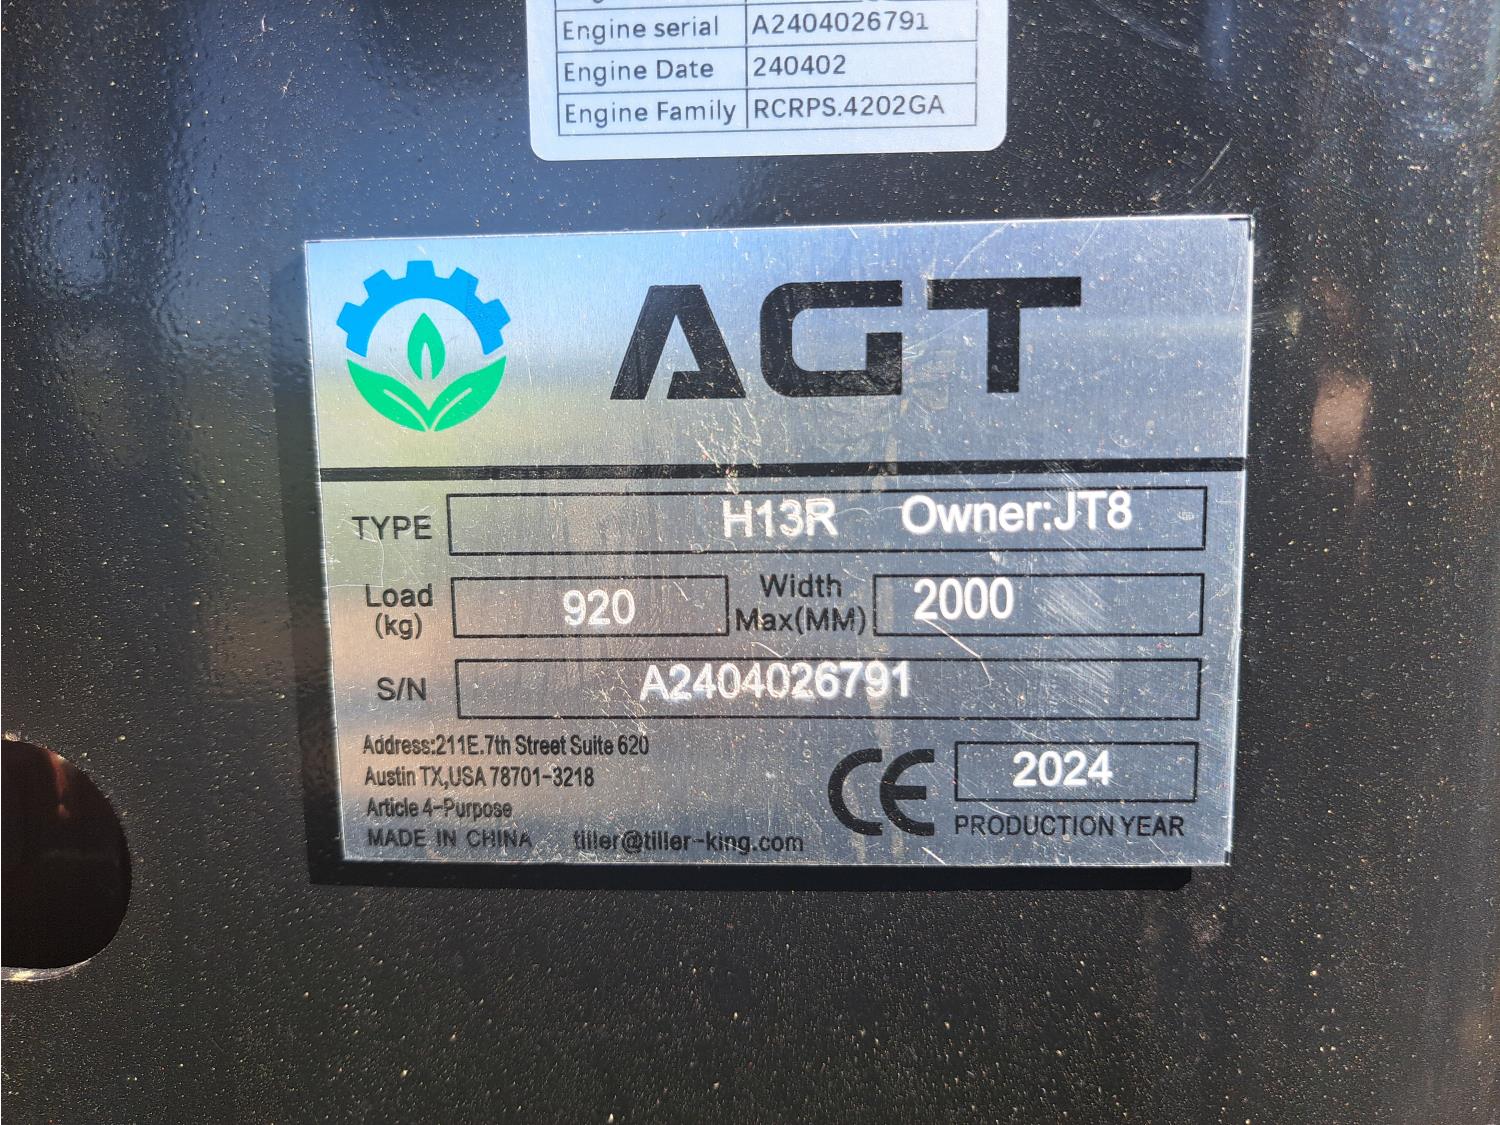 Engine serial A2404026791
Engine Date 240402
Engine Family RCRPS.4202GA
AGT
TYPE H13R Owner:JT8
Load (kg) 920 Width Max(MM) 2000
S/N A2404026791
Address:211E.7th Street Suite 620
Austin TX,USA 78701-3218
Article 4-Purpose
MADE IN CHINA tiller@tiller-king.com
CE 2024
PRODUCTION YEAR